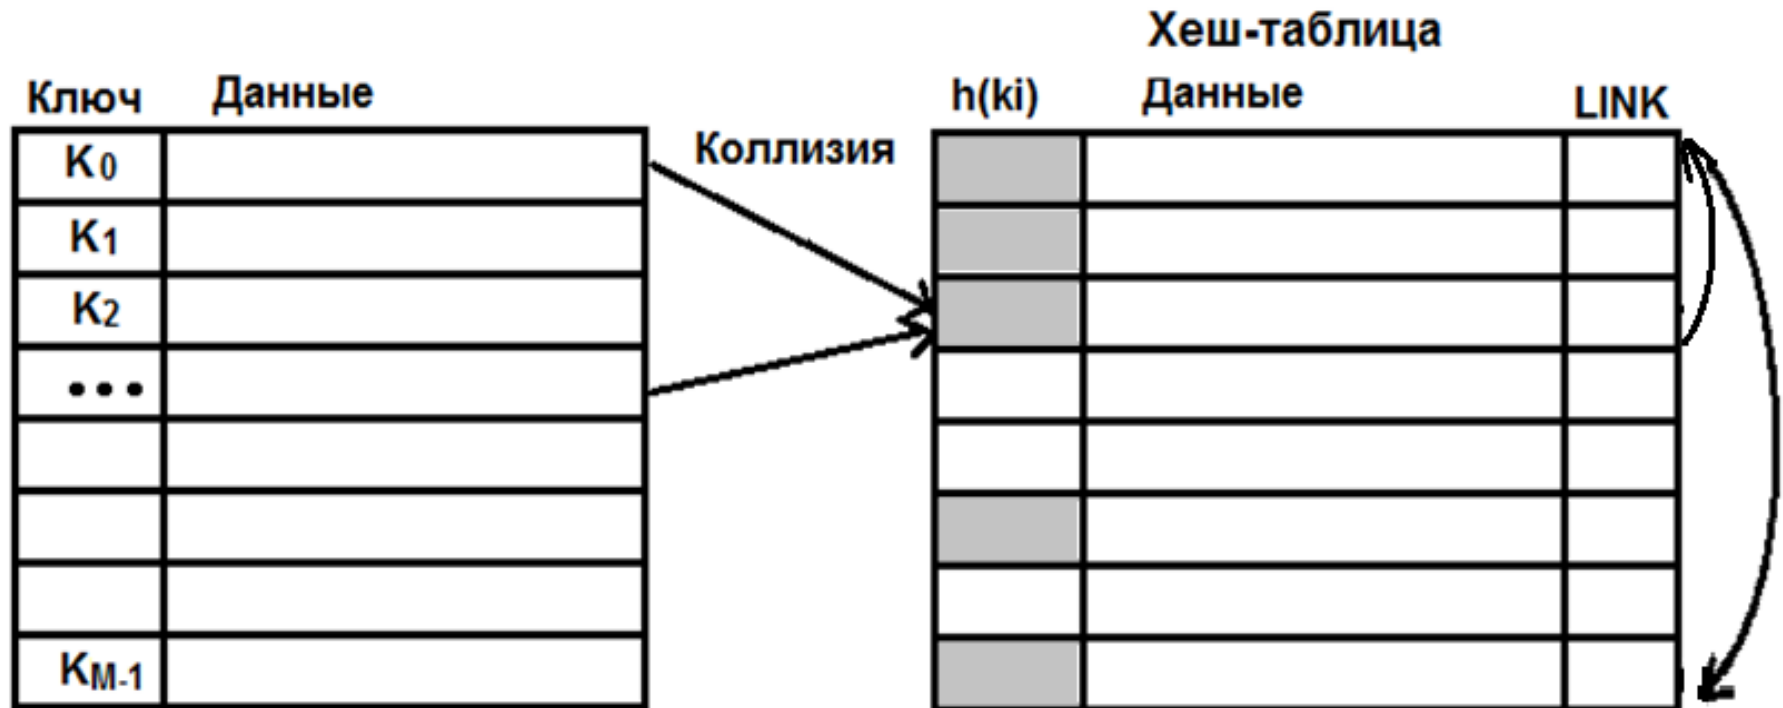 Хеш-таблица
Ключ Данные h(ki) Данные LINK
K0 Коллизия
K1
K2
...
KM-1